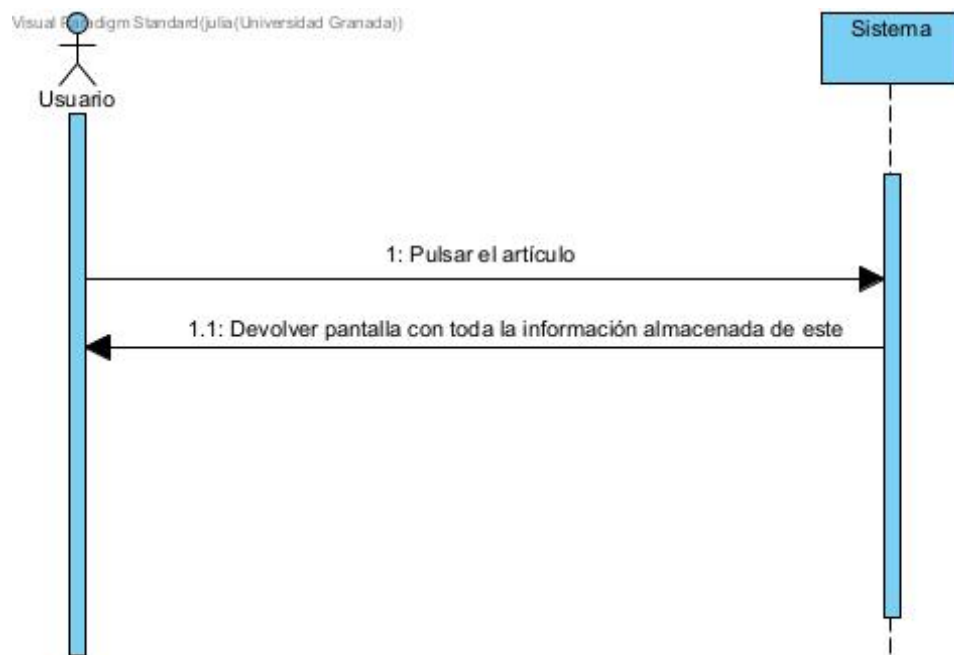 Visual Paradigm Standard(julia(Universidad Granada))
Sistema
Usuario
1: Pulsar el artículo
1.1: Devolver pantalla con toda la información almacenada de este